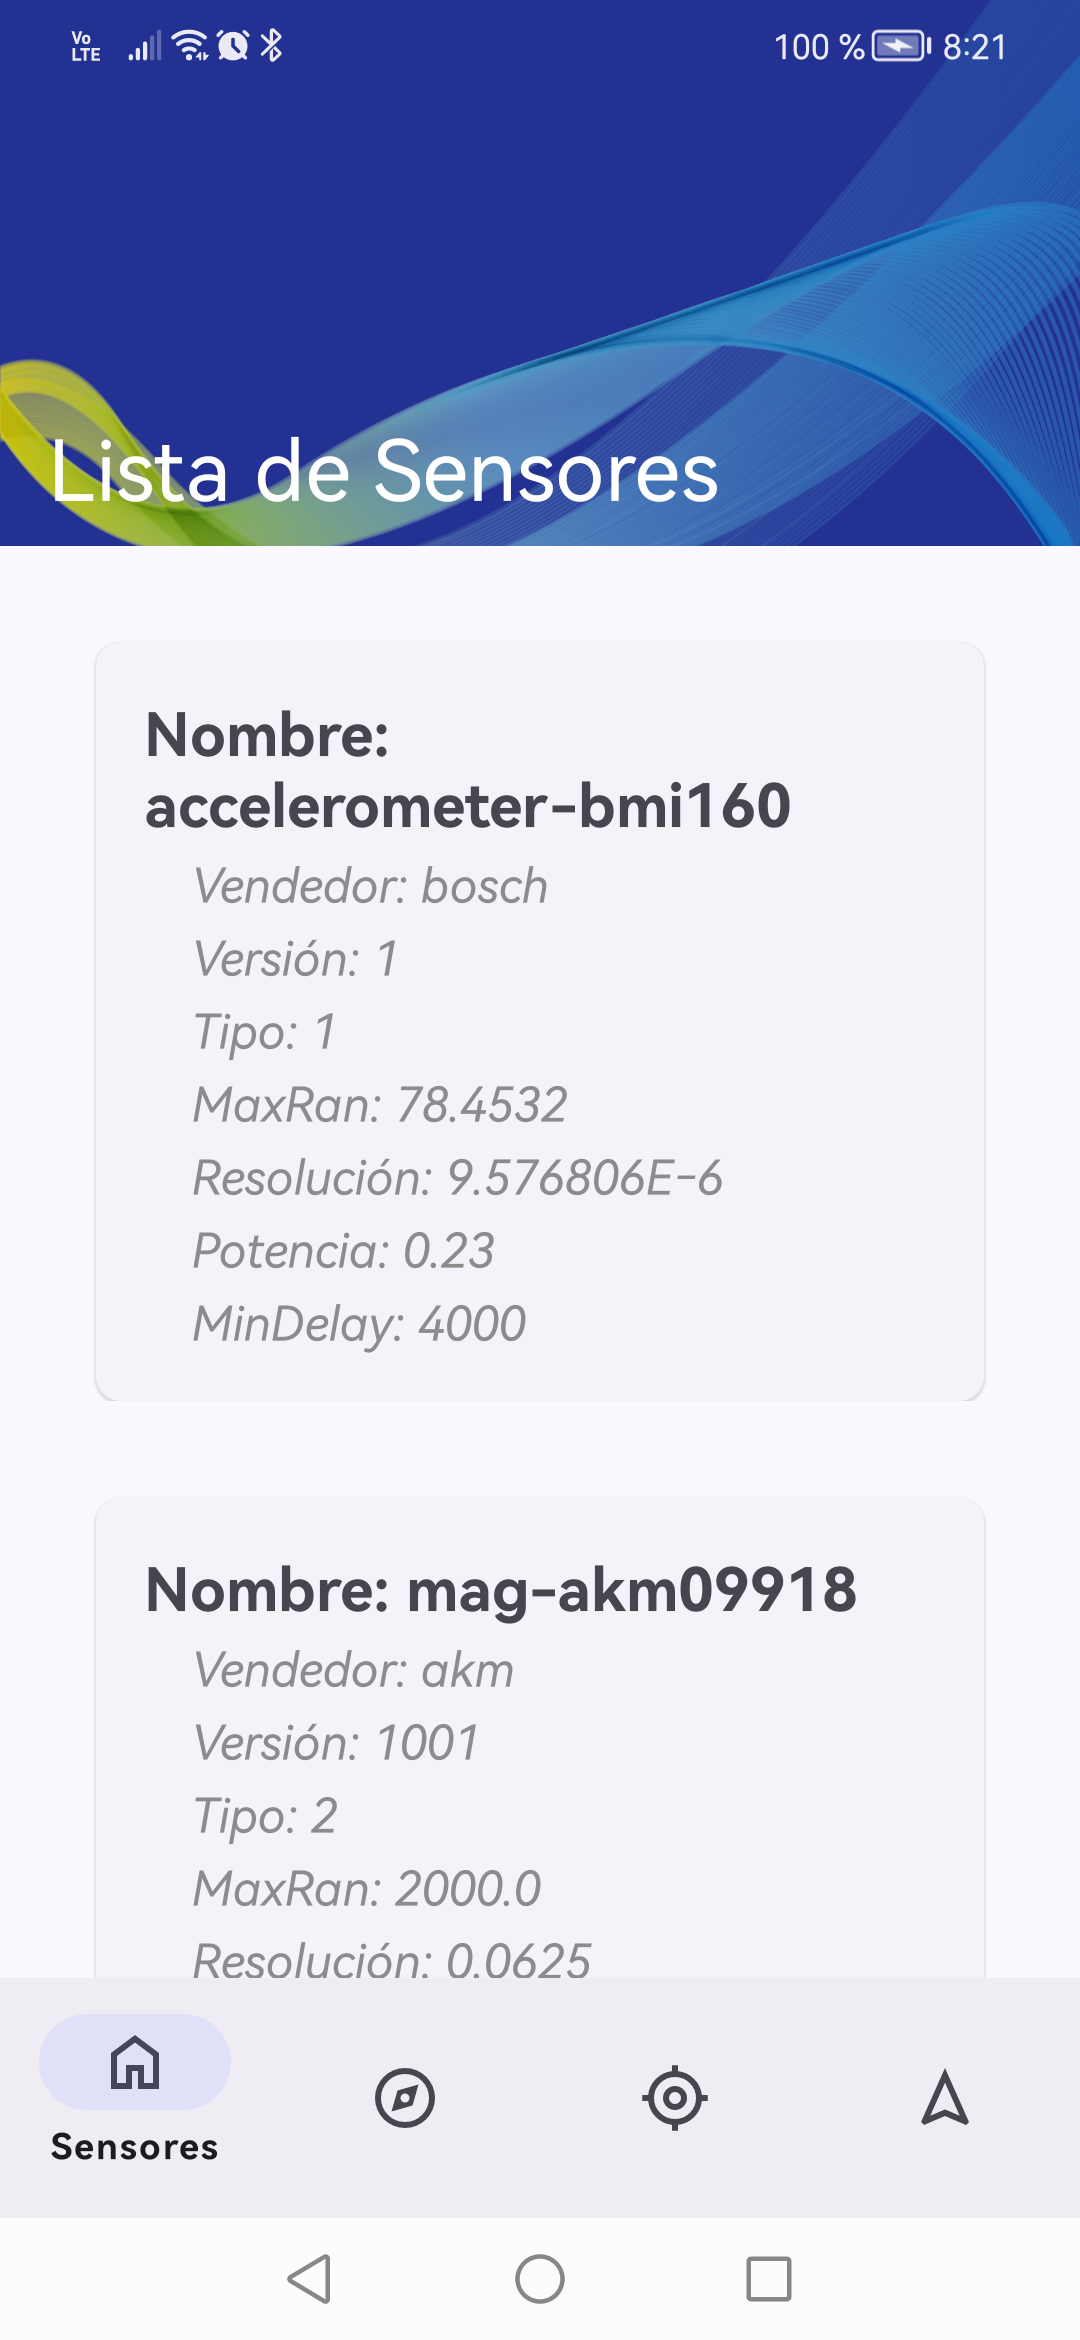 Vo
LTE
100 %
8:21
Lista de Sensores
Nombre:
accelerometer-bmi160
Vendedor: bosch
Versión: 1
Tipo: 1
MaxRan: 78.4532
Resolución: 9.576806E-6
Potencia: 0.23
MinDelay: 4000
Nombre: mag-akm09918
Vendedor: akm
Versión: 1001
Tipo: 2
MaxRan: 2000.0
Resolución: 0.0625
Sensores